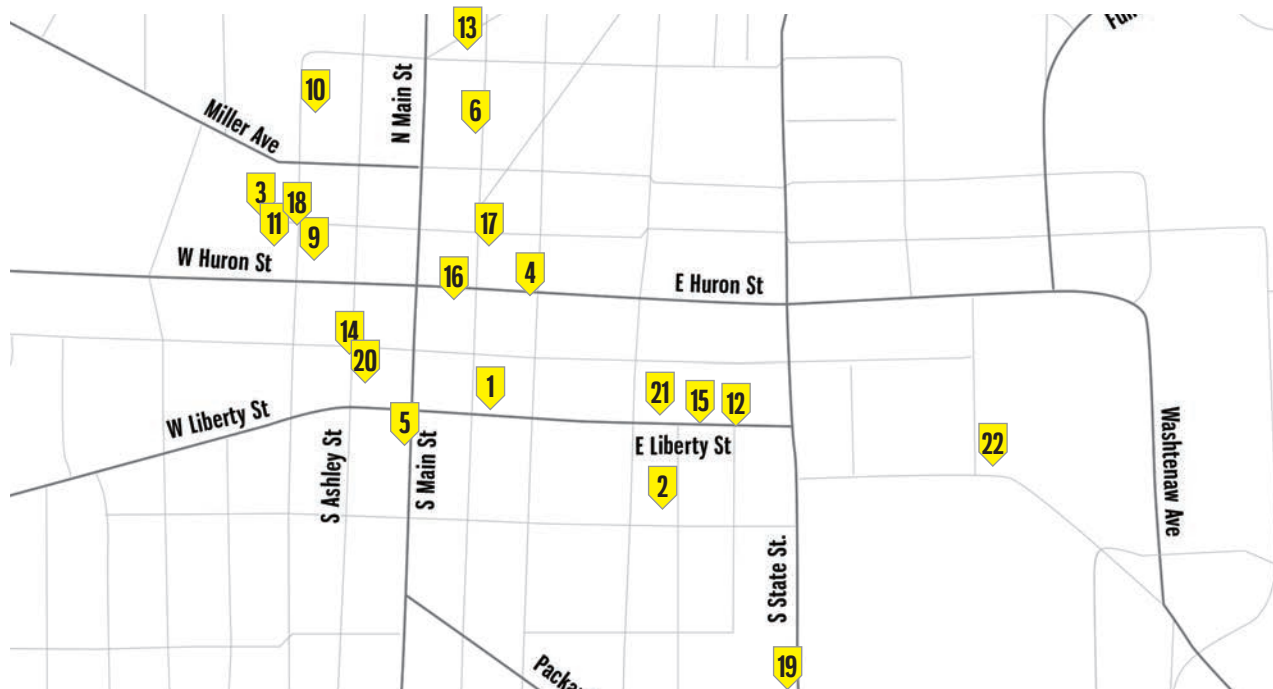 13
10
N Main St
6
Miller Ave
3
18
11
9
17
W Huron St
16
4
E Huron St
14
20
1
21
15
12
W Liberty St
5
E Liberty St
22
S Ashley St
S Main St
2
Washtenaw Ave
S State St.
19